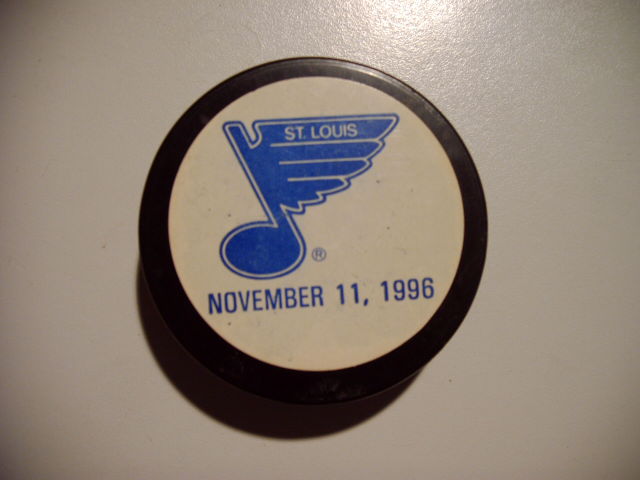 ST. LOUIS
®
NOVEMBER 11, 1996